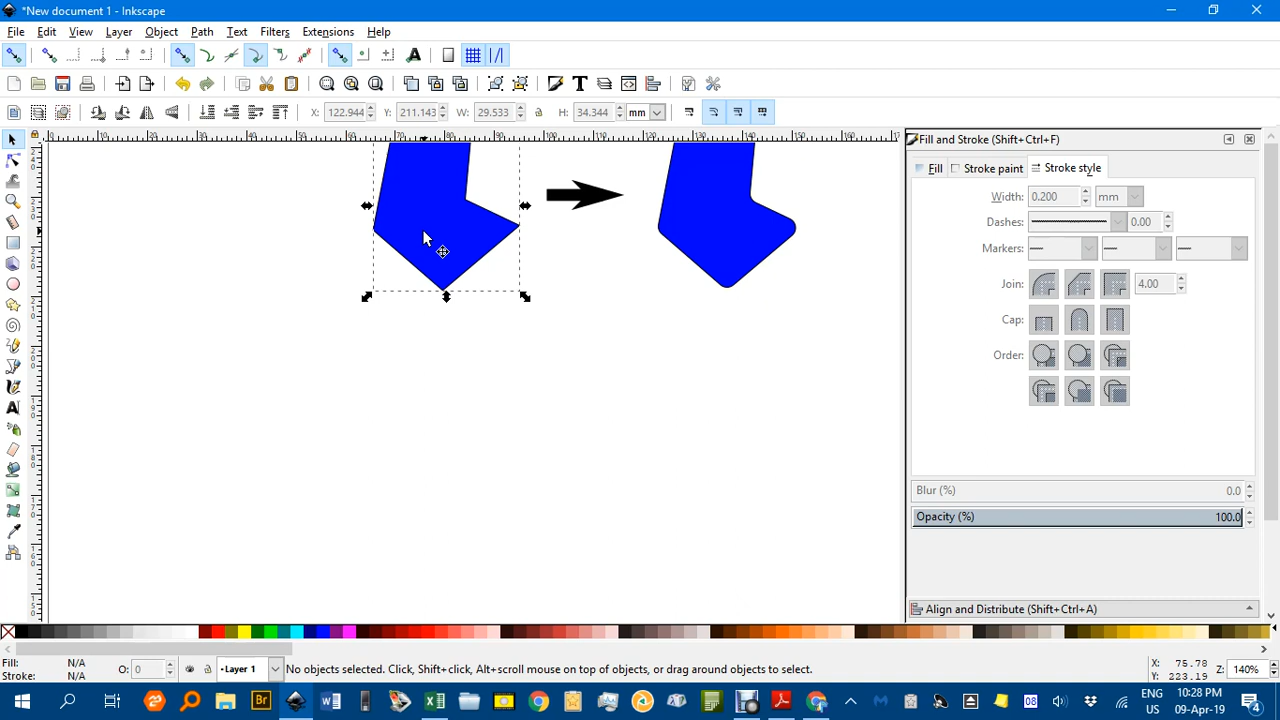 *New document 1 - Inkscape
File Edit View Layer Object Path Text Filters Extensions Help
X: 122.944 Y: 211.143 W: 29.533 H: 34.344 mm
Fill and Stroke (Shift+Ctrl+F)
Fill Stroke paint Stroke style
Width: 0.200 mm
Dashes: 0.00
Markers:
Join: 4.00
Cap:
Order:
Blur (%) 0.0
Opacity (%) 100.0
Align and Distribute (Shift+Ctrl+A)
Fill: N/A
Stroke: N/A
O: 0
Layer 1
No objects selected. Click, Shift+click, Alt+scroll mouse on top of objects, or drag around objects to select.
X: 75.78
Y: 223.19
Z: 140%
Br
08
ENG
US
10:28 PM
09-Apr-19
4